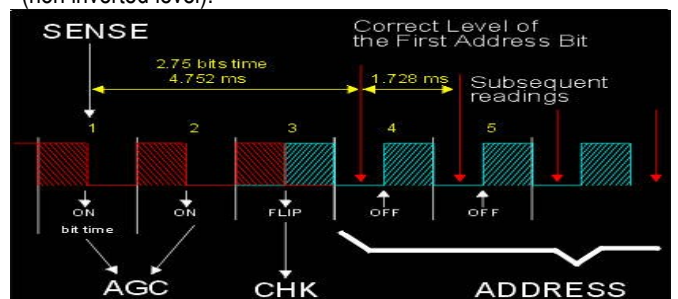 (non-inverted level).
SENSE
Correct Level of
the First Address Bit
2.75 bits time
4.752 ms
1.728 ms
Subsequent
readings
1 2 3 4 5
ON ON FLIP OFF OFF
bit time
AGC CHK ADDRESS